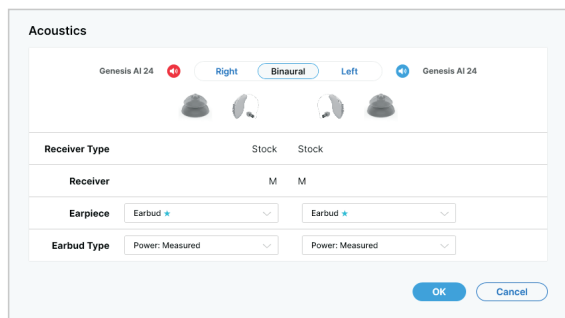 Acoustics
Genesis AI 24 Right Binaural Left Genesis AI 24
Receiver Type Stock Stock
Receiver M M
Earpiece Earbud ★ Earbud ★
Earbud Type Power: Measured Power: Measured
OK Cancel